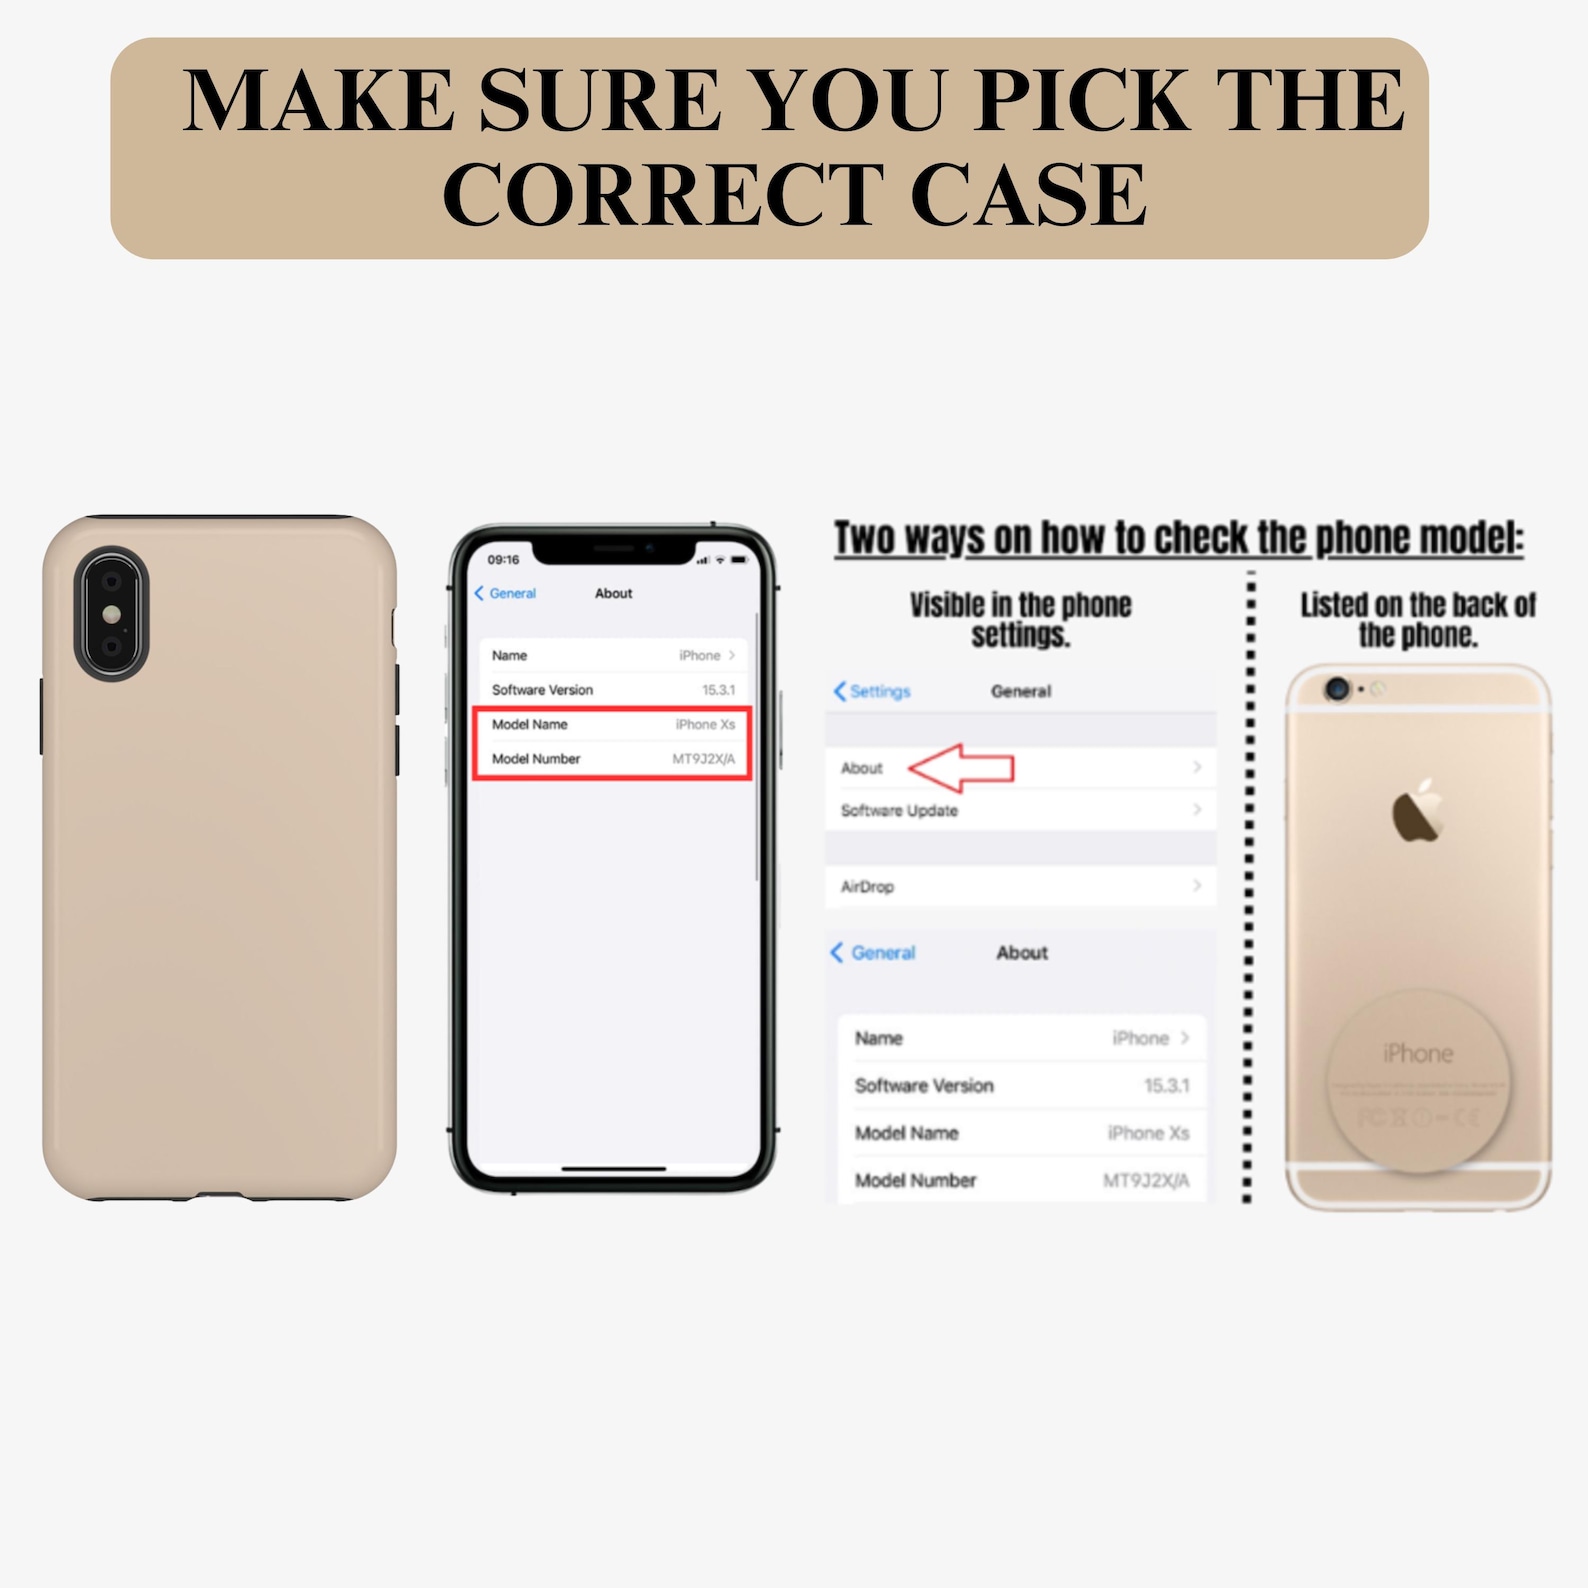 MAKE SURE YOU PICK THE
CORRECT CASE
09:16
General
About
Name
iPhone
Software Version
15.3.1
Model Name
iPhone Xs
Model Number
MT9J2X/A
Two ways on how to check the phone model:
Visible in the phone
settings.
Settings
General
About
Software Update
AirDrop
General
About
Name
iPhone
Software Version
15.3.1
Model Name
iPhone Xs
Model Number
MT9J2X/A
Listed on the back of
the phone.
iPhone